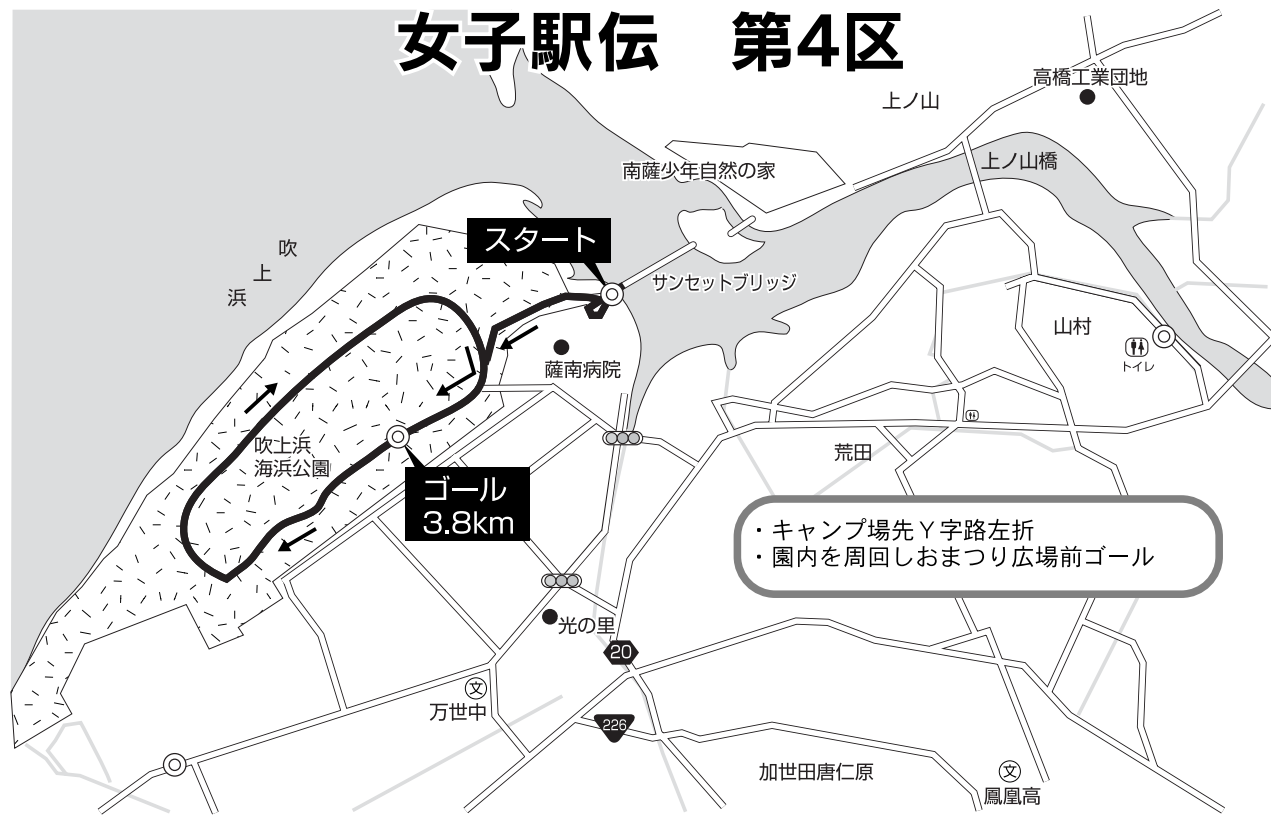 女子駅伝　第4区
高橋工業団地
上ノ山
上ノ山橋
南薩少年自然の家
スタート
吹
上
浜
サンセットブリッジ
山村
トイレ
薩南病院
吹上浜
海浜公園
荒田
ゴール
3.8km
・キャンプ場先Ｙ字路左折
・園内を周回しおまつり広場前ゴール
光の里
20
文
万世中
226
加世田唐仁原
文
鳳凰高